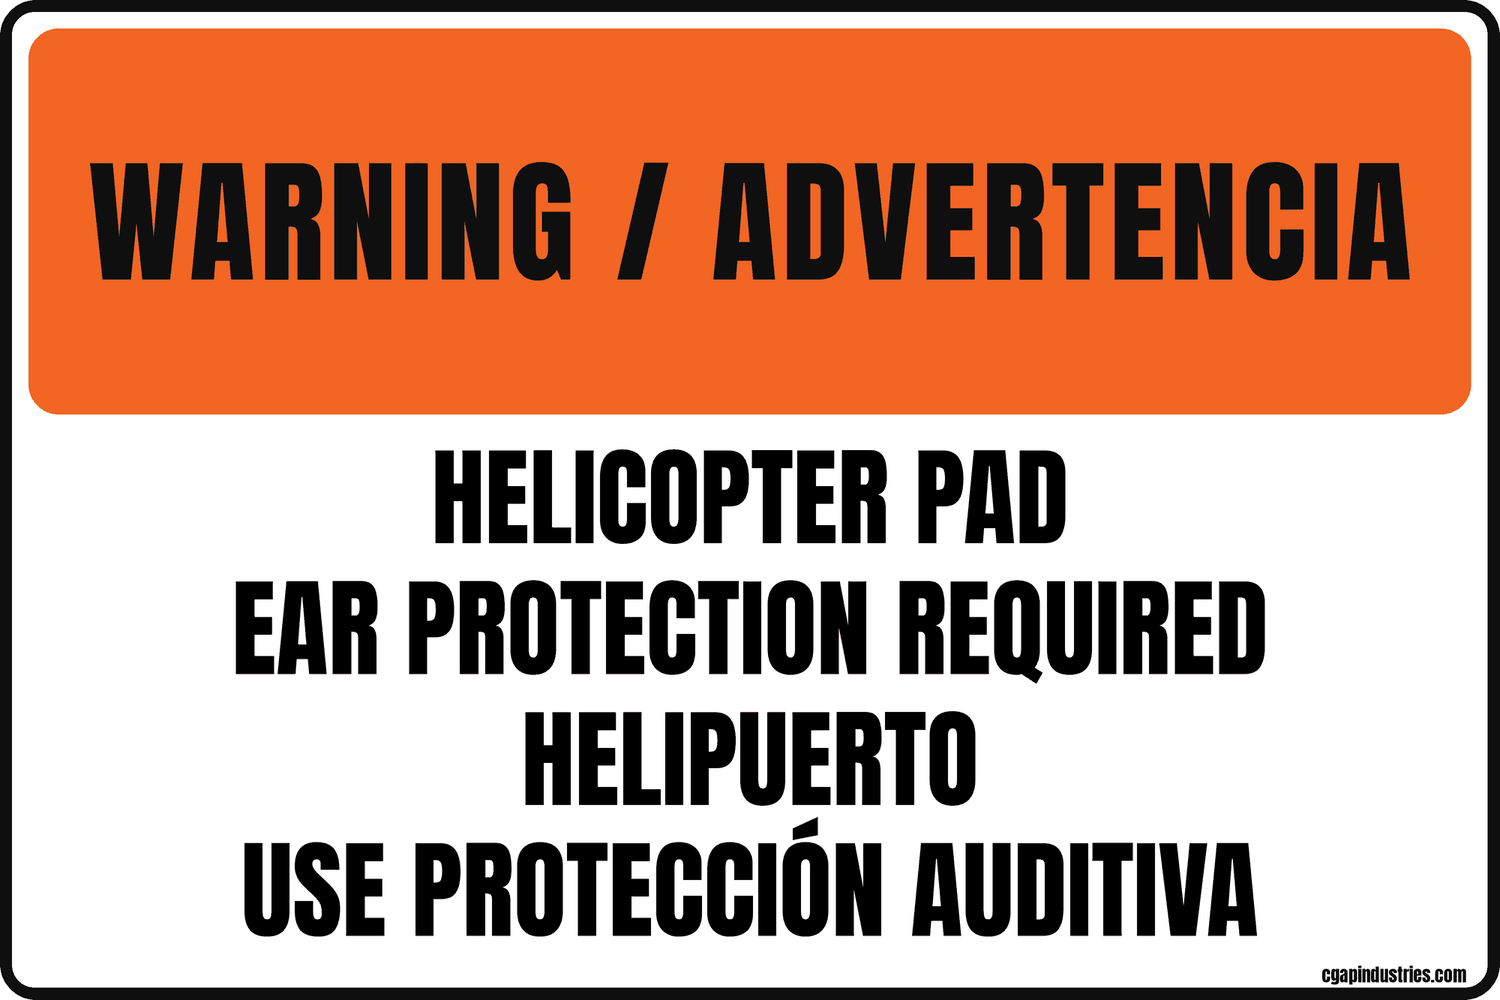 WARNING / ADVERTENCIA
HELICOPTER PAD
EAR PROTECTION REQUIRED
HELIPUERTO
USE PROTECCIÓN AUDITIVA
cgapindustries.com